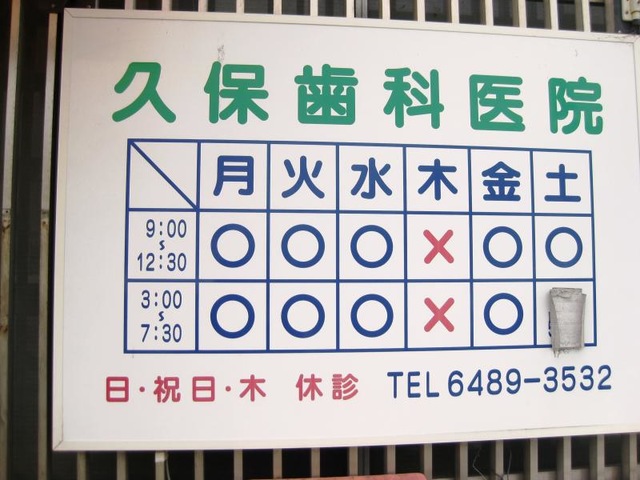 久保歯科医院
月 火 水 木 金 土
9:00 ○ ○ ○ × ○ ○
~
12:30
3:00 ○ ○ ○ × ○
~
7:30
日・祝日・木 休診 TEL 6489-3532